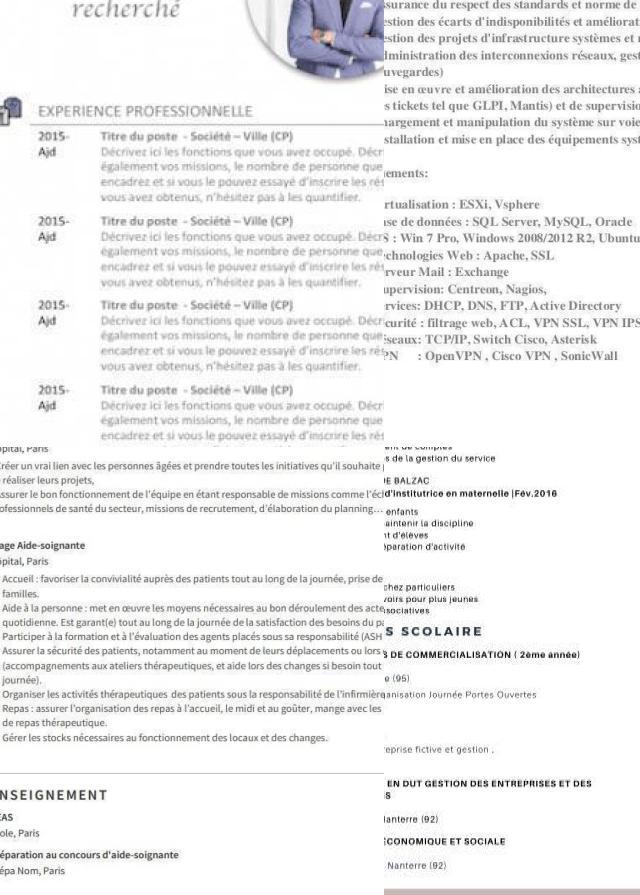 recherché
EXPERIENCE PROFESSIONNELLE
2015-
Ajd
Titre du poste - Société – Ville (CP)
Décrivez ici les fonctions que vous avez occupé. Décr
également vos missions, le nombre de personne que
encadrez et si vous le pouvez essayé d'inscrire les rés
vous avez obtenus, n'hésitez pas à les quantifier.
2015-
Ajd
Titre du poste - Société – Ville (CP)
Décrivez ici les fonctions que vous avez occupé. Décr
également vos missions, le nombre de personne que
encadrez et si vous le pouvez essayé d'inscrire les rés
vous avez obtenus, n'hésitez pas à les quantifier.
2015-
Ajd
Titre du poste - Société – Ville (CP)
Décrivez ici les fonctions que vous avez occupé. Décr
également vos missions, le nombre de personne que
encadrez et si vous le pouvez essayé d'inscrire les rés
vous avez obtenus, n'hésitez pas à les quantifier.
2015-
Ajd
Titre du poste - Société – Ville (CP)
Décrivez ici les fonctions que vous avez occupé. Décr
également vos missions, le nombre de personne que
encadrez et si vous le pouvez essayé d'inscrire les rés
surance du respect des standards et norme de
estion des écarts d'indisponibilités et améliorat
estion des projets d'infrastructure systèmes et
lministration des interconnexions réseaux, gest
uvegardes)
ise en œuvre et amélioration des architectures
s tickets tel que GLPI, Mantis) et de supervisio
argement et manipulation du système sur voie
stallation et mise en place des équipements syst
ements:
rtualisation : ESXi, Vsphere
se de données : SQL Server, MySQL, Oracle
S : Win 7 Pro, Windows 2008/2012 R2, Ubuntu
chnologies Web : Apache, SSL
rveur Mail : Exchange
upervision: Centreon, Nagios,
rvices: DHCP, DNS, FTP, Active Directory
curité : filtrage web, ACL, VPN SSL, VPN IPS
éseaux: TCP/IP, Switch Cisco, Asterisk
PN : OpenVPN , Cisco VPN , SonicWall
pital, Paris
réer un vrai lien avec les personnes âgées et prendre toutes les initiatives qu'il souhaite
réaliser leurs projets,
ssurer le bon fonctionnement de l'équipe en étant responsable de missions comme l'écl
ofessionnels de santé du secteur, missions de recrutement, d'élaboration du planning…
age Aide-soignante
pital, Paris
Accueil : favoriser la convivialité auprès des patients tout au long de la journée, prise de
familles.
Aide à la personne : met en œuvre les moyens nécessaires au bon déroulement des acte
quotidienne. Est garant(e) tout au long de la journée de la satisfaction des besoins du pa
Participer à la formation et à l'évaluation des agents placés sous sa responsabilité (ASH
Assurer la sécurité des patients, notamment au moment de leurs déplacements ou lors
(accompagnements aux ateliers thérapeutiques, et aide lors des changes si besoin tout
journée).
Organiser les activités thérapeutiques des patients sous la responsabilité de l'infirmière
Repas : assurer l'organisation des repas à l'accueil, le midi et au goûter, mange avec les
de repas thérapeutique.
Gérer les stocks nécessaires au fonctionnement des locaux et des changes.
NSEIGNEMENT
EAS
ole, Paris
éparation au concours d'aide-soignante
épa Nom, Paris
ent de comptes
s de la gestion du service
DE BALZAC
d'institutrice en maternelle |Fév.2016
enfants
aintenir la discipline
t d'élèves
éparation d'activité
chez particuliers
voirs pour plus jeunes
sociatives
S SCOLAIRE
S DE COMMERCIALISATION ( 2ème année)
e (95)
anisation Journée Portes Ouvertes
reprise fictive et gestion .
EN DUT GESTION DES ENTREPRISES ET DES
S
lanterre (92)
ÉCONOMIQUE ET SOCIALE
Nanterre (92)